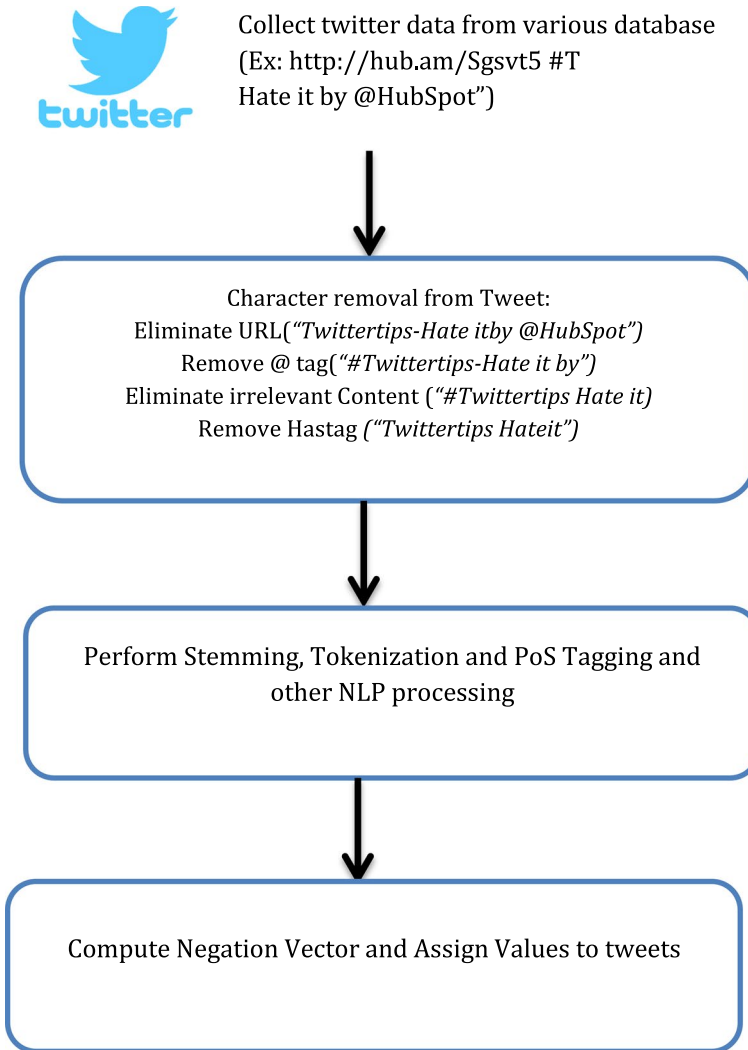 twitter
Collect twitter data from various database
(Ex: http://hub.am/Sgsvt5 #T
Hate it by @HubSpot”)
Character removal from Tweet:
Eliminate URL(“Twittertips-Hate itby @HubSpot”)
Remove @ tag(“#Twittertips-Hate it by”)
Eliminate irrelevant Content (“#Twittertips Hate it)
Remove Hastag (“Twittertips Hateit”)
Perform Stemming, Tokenization and PoS Tagging and
other NLP processing
Compute Negation Vector and Assign Values to tweets